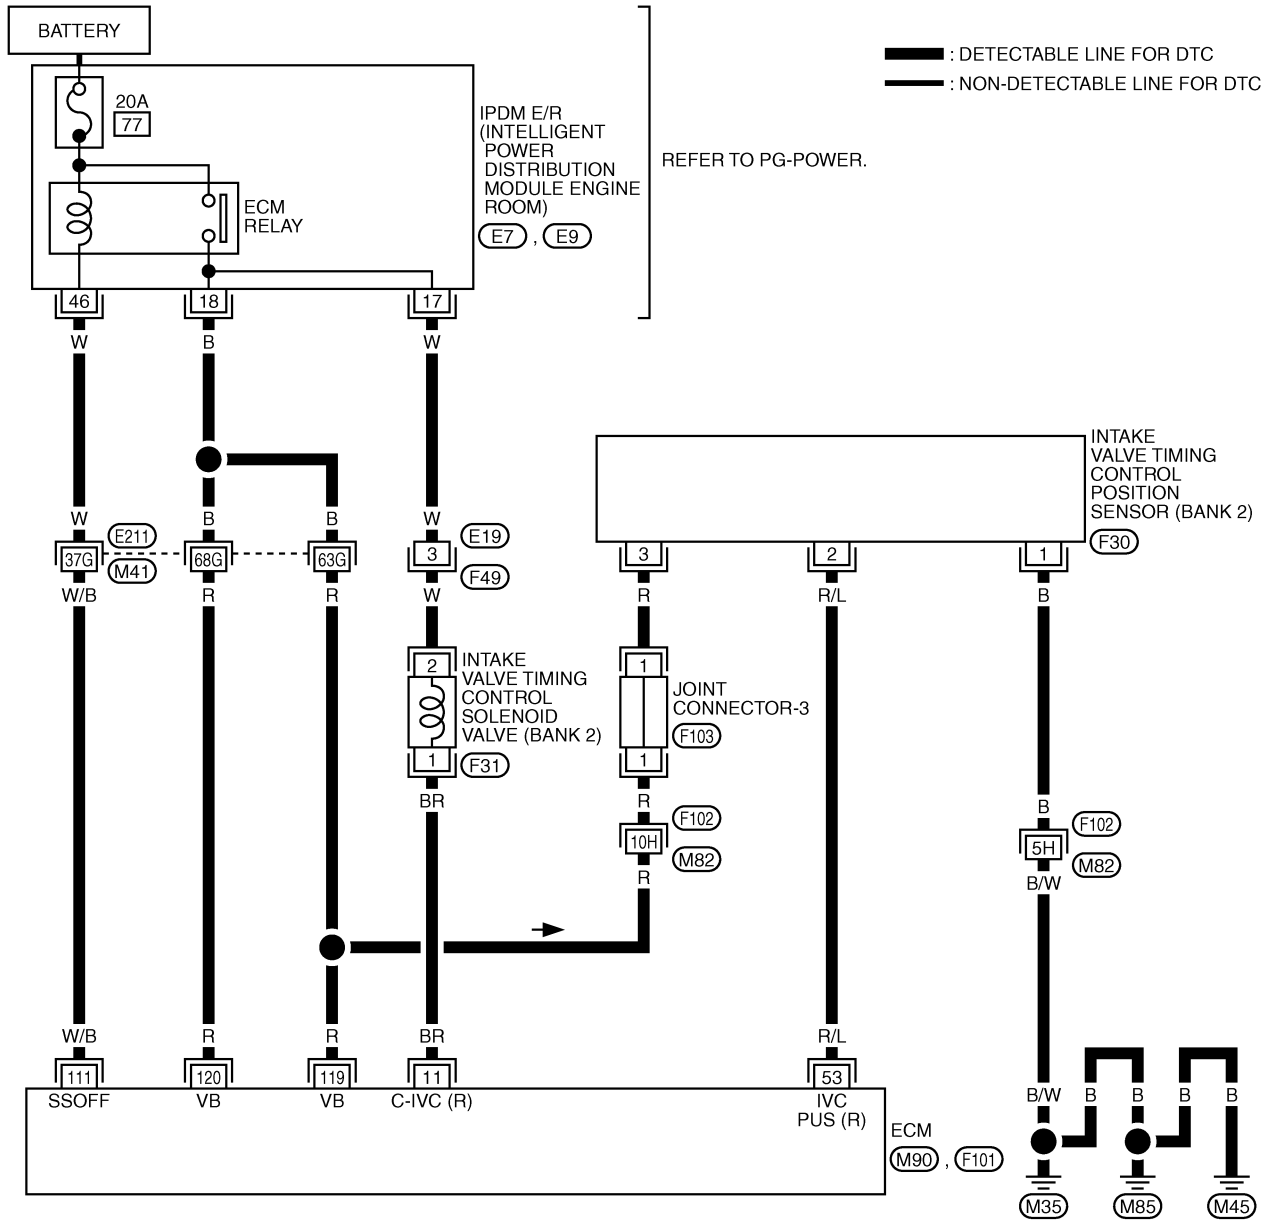 BATTERY
: DETECTABLE LINE FOR DTC
: NON-DETECTABLE LINE FOR DTC
20A
77
IPDM E/R
(INTELLIGENT
POWER
DISTRIBUTION
MODULE ENGINE
ROOM)
E7 , E9
REFER TO PG-POWER.
ECM
RELAY
46 18 17
W B W
INTAKE
VALVE TIMING
CONTROL
POSITION
SENSOR (BANK 2)
F30
W B B W
E211 E19
37G 68G 63G 3 3 2 1
M41 F49
W/B R R W R R/L B
2 1
INTAKE
VALVE TIMING
CONTROL
SOLENOID
VALVE (BANK 2)
JOINT
CONNECTOR-3
F103
1 1
F31
BR R B
F102 F102
10H 5H
M82 M82
R B/W
W/B R R BR R/L
111 120 119 11 53
SSOFF VB VB C-IVC (R) IVC
PUS (R)
B/W B B B B
ECM
M90 , F101
M35 M85 M45